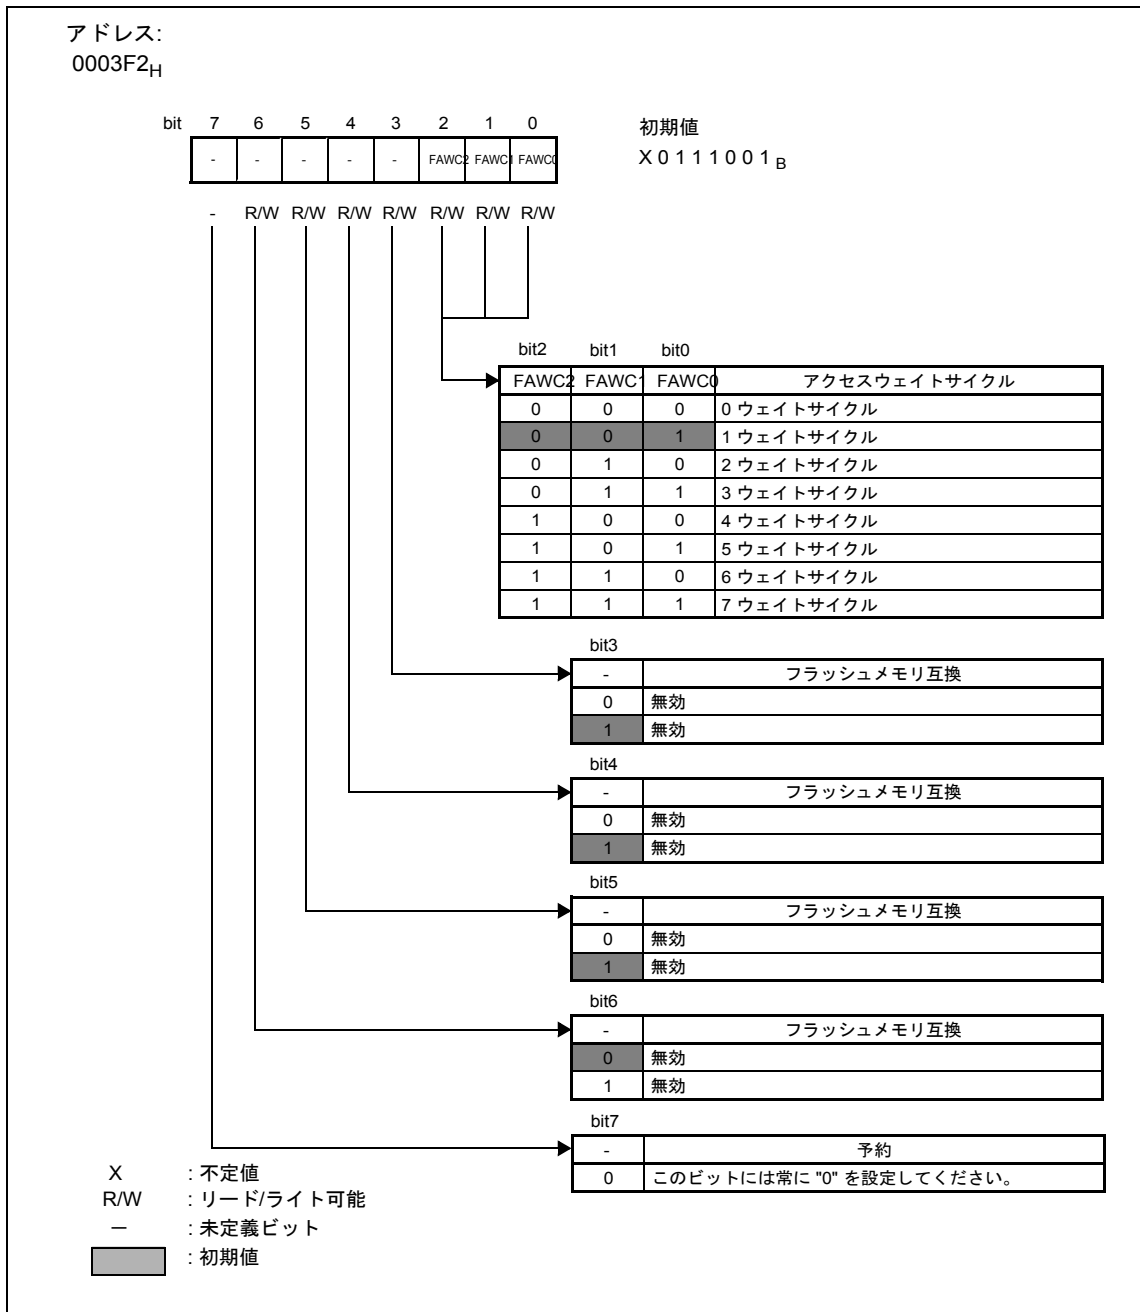 アドレス:
0003F2H
bit 7 6 5 4 3 2 1 0 初期値
- - - - - FAWC2 FAWC1 FAWC0 X 0 1 1 1 0 0 1 B
- R/W R/W R/W R/W R/W R/W R/W
bit2 bit1 bit0
FAWC2 FAWC1 FAWC0 アクセスウェイトサイクル
0 0 0 0 ウェイトサイクル
0 0 1 1 ウェイトサイクル
0 1 0 2 ウェイトサイクル
0 1 1 3 ウェイトサイクル
1 0 0 4 ウェイトサイクル
1 0 1 5 ウェイトサイクル
1 1 0 6 ウェイトサイクル
1 1 1 7 ウェイトサイクル
bit3
- フラッシュメモリ互換
0 無効
1 無効
bit4
- フラッシュメモリ互換
0 無効
1 無効
bit5
- フラッシュメモリ互換
0 無効
1 無効
bit6
- フラッシュメモリ互換
0 無効
1 無効
bit7
- 予約
0 このビットには常に "0" を設定してください。
X : 不定値
R/W : リード/ライト可能
− : 未定義ビット
: 初期値